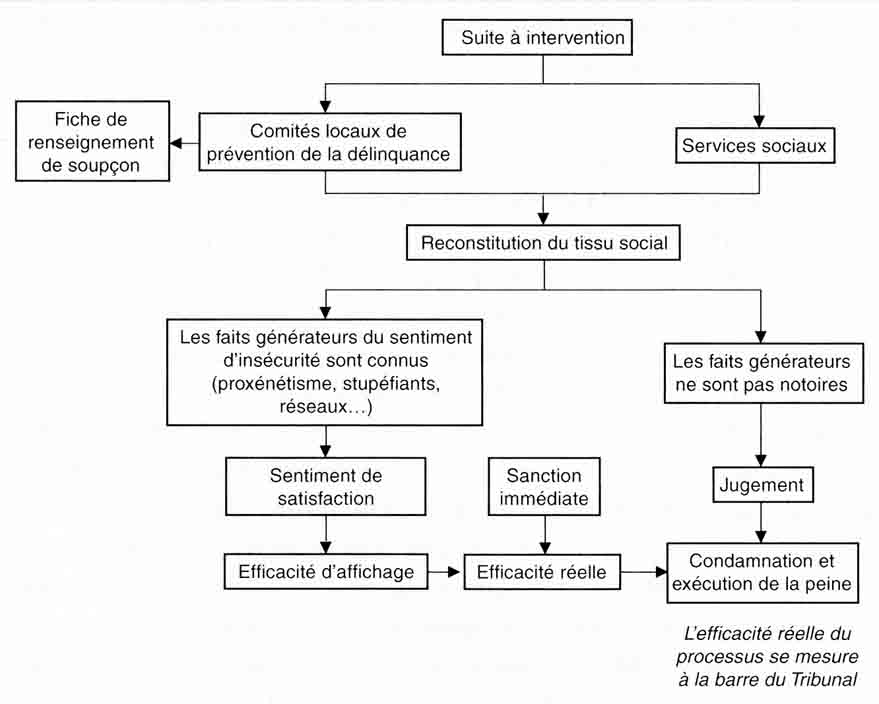 Suite à intervention
Fiche de
renseignement
de soupçon
Comités locaux de
prévention de la délinquance
Services sociaux
Reconstitution du tissu social
Les faits générateurs du sentiment
d'insécurité sont connus
(proxénétisme, stupéfiants,
réseaux…)
Les faits générateurs
ne sont pas notoires
Sentiment de
satisfaction
Sanction
immédiate
Jugement
Efficacité d'affichage
Efficacité réelle
Condamnation et
exécution de la peine
L'efficacité réelle du
processus se mesure
à la barre du Tribunal